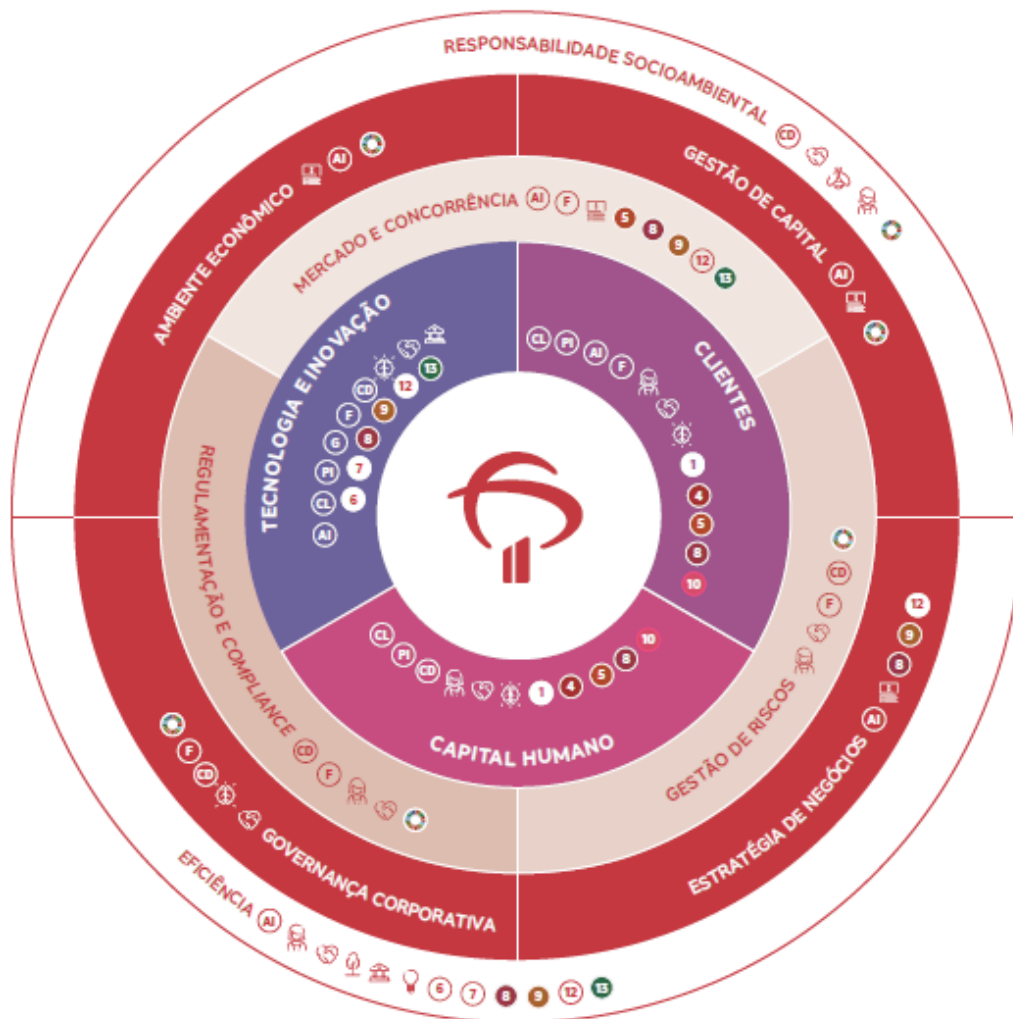 RESPONSABILIDADE SOCIOAMBIENTAL CD
AMBIENTE ECONÔMICO AI
GESTÃO DE CAPITAL AI
MERCADO E CONCORRÊNCIA AI F 5 8 9 12 13
TECNOLOGIA E INOVAÇÃO
AI CL PI G F CD
6 7 8 9 12 13
CLIENTES
CL PI AI F 1 4 5 8 10
REGULAMENTAÇÃO E COMPLIANCE CD F
CAPITAL HUMANO
CL PI CD 1 4 5 8 10
GESTÃO DE RISCOS F CD
ESTRATÉGIA DE NEGÓCIOS AI 8 9 12
F CD GOVERNANÇA CORPORATIVA
EFICIÊNCIA AI 6 7 8 9 12 13